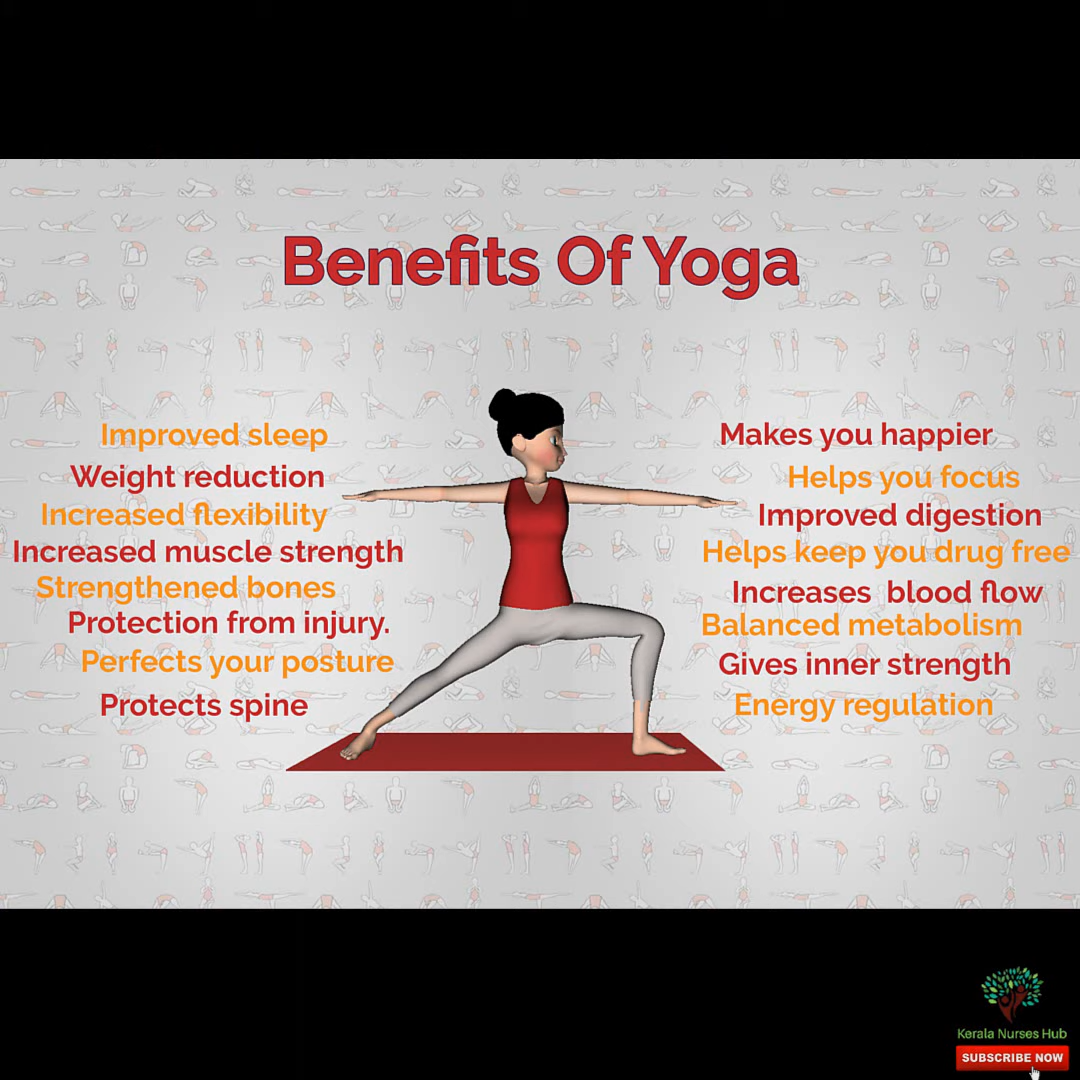 Benefits Of Yoga
Improved sleep
Weight reduction
Increased flexibility
Increased muscle strength
Strengthened bones
Protection from injury.
Perfects your posture
Protects spine
Makes you happier
Helps you focus
Improved digestion
Helps keep you drug free
Increases blood flow
Balanced metabolism
Gives inner strength
Energy regulation
Kerala Nurses Hub
SUBSCRIBE NOW